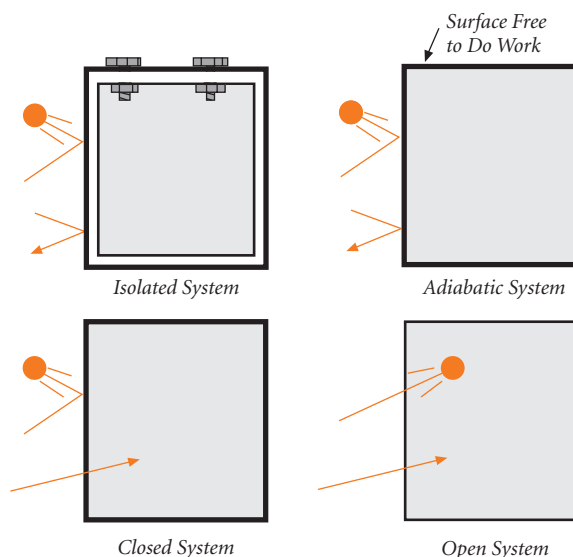 Surface Free
to Do Work
Isolated System
Adiabatic System
Closed System
Open System